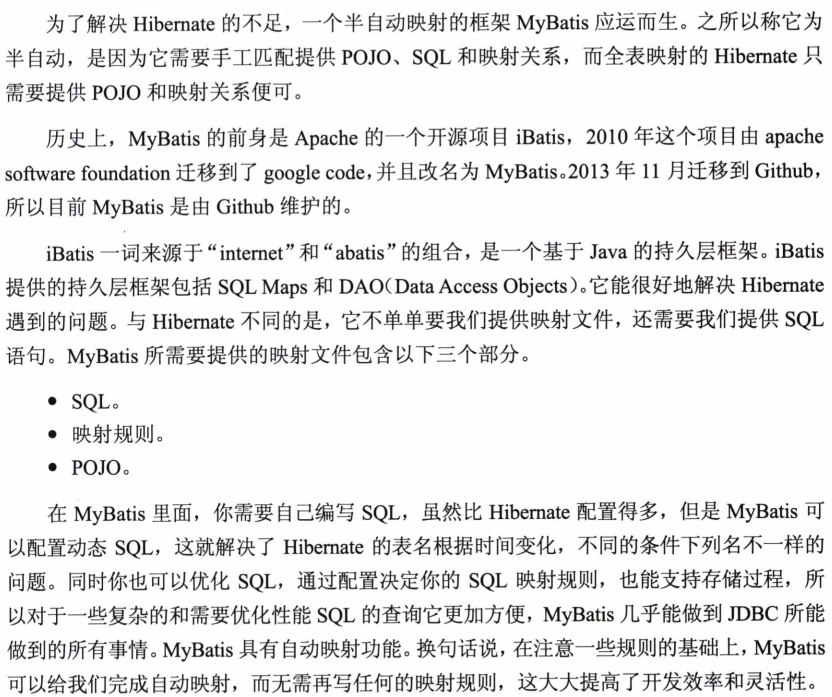 为了解决 Hibernate 的不足，一个半自动映射的框架 MyBatis 应运而生。之所以称它为
半自动，是因为它需要手工匹配提供 POJO、SQL 和映射关系，而全表映射的 Hibernate 只
需要提供 POJO 和映射关系便可。
历史上，MyBatis 的前身是 Apache 的一个开源项目 iBatis，2010 年这个项目由 apache
software foundation 迁移到了 google code，并且改名为 MyBatis。2013 年 11 月迁移到 Github，
所以目前 MyBatis 是由 Github 维护的。
iBatis 一词来源于“internet”和“abatis”的组合，是一个基于 Java 的持久层框架。iBatis
提供的持久层框架包括 SQL Maps 和 DAO（Data Access Objects）。它能很好地解决 Hibernate
遇到的问题。与 Hibernate 不同的是，它不单单要我们提供映射文件，还需要我们提供 SQL
语句。MyBatis 所需要提供的映射文件包含以下三个部分。
● SQL。
● 映射规则。
● POJO。
在 MyBatis 里面，你需要自己编写 SQL，虽然比 Hibernate 配置得多，但是 MyBatis 可
以配置动态 SQL，这就解决了 Hibernate 的表名根据时间变化，不同的条件下列名不一样的
问题。同时你也可以优化 SQL，通过配置决定你的 SQL 映射规则，也能支持存储过程，所
以对于一些复杂的和需要优化性能 SQL 的查询它更加方便，MyBatis 几乎能做到 JDBC 所能
做到的所有事情。MyBatis 具有自动映射功能。换句话说，在注意一些规则的基础上，MyBatis
可以给我们完成自动映射，而无需再写任何的映射规则，这大大提高了开发效率和灵活性。